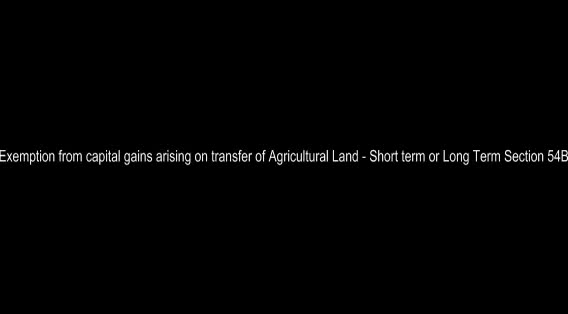 Exemption from capital gains arising on transfer of Agricultural Land - Short term or Long Term Section 54B